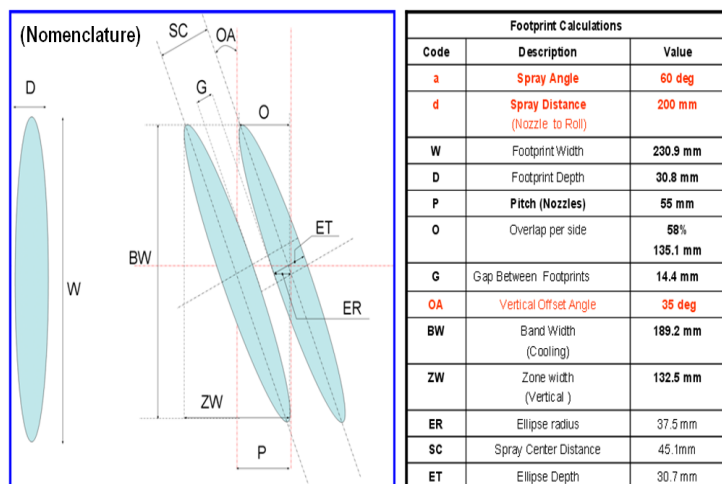 (Nomenclature)
SC
OA
D
G
O
ET
BW
W
ER
ZW
P
Footprint Calculations
Code Description Value
a Spray Angle 60 deg
d Spray Distance 200 mm
(Nozzle to Roll)
W Footprint Width 230.9 mm
D Footprint Depth 30.8 mm
P Pitch (Nozzles) 55 mm
O Overlap per side 58%
135.1 mm
G Gap Between Footprints 14.4 mm
OA Vertical Offset Angle 35 deg
BW Band Width 189.2 mm
(Cooling)
ZW Zone width 132.5 mm
(Vertical )
ER Ellipse radius 37.5 mm
SC Spray Center Distance 45.1mm
ET Ellipse Depth 30.7 mm